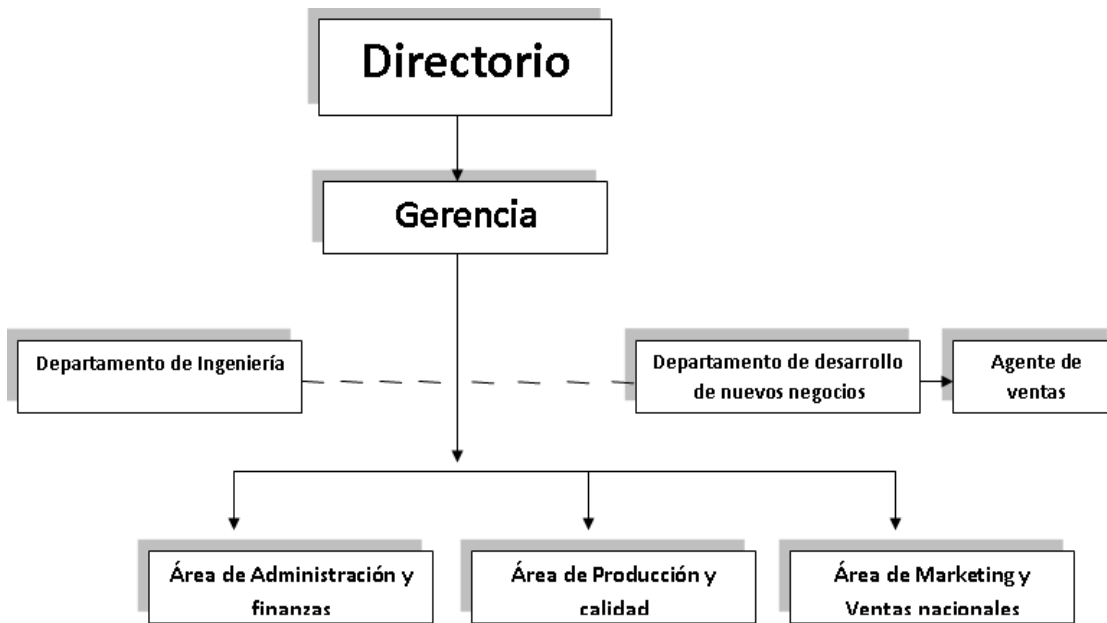 Directorio
Gerencia
Departamento de Ingeniería
Departamento de desarrollo
de nuevos negocios
Agente de
ventas
Área de Administración y
finanzas
Área de Producción y
calidad
Área de Marketing y
Ventas nacionales